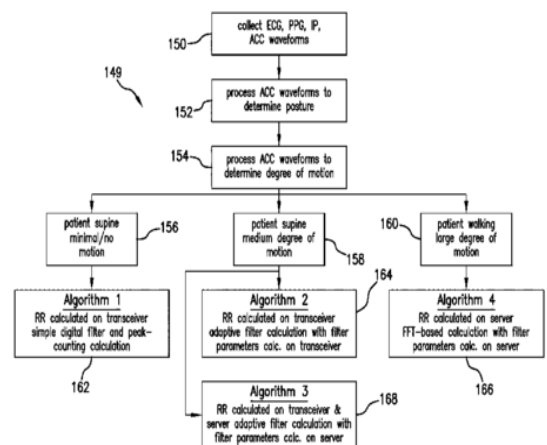 collect ECG, PPG, IP,
ACC waveforms
150
149
process ACC waveforms to
determine posture
152
process ACC waveforms to
determine degree of motion
154
patient supine
minimal/no
motion
156
patient supine
medium degree of
motion
158
160
patient walking
large degree of
motion
Algorithm 1
RR calculated on transceiver
simple digital filter and peak-
counting calculation
162
Algorithm 2
RR calculated on transceiver
adaptive filter calculation with filter
parameters calc. on transceiver
164
Algorithm 4
RR calculated on server
FFT-based calculation with filter
parameters calc. on server
166
Algorithm 3
RR calculated on transceiver &
server adaptive filter calculation with
filter parameters calc. on server
168